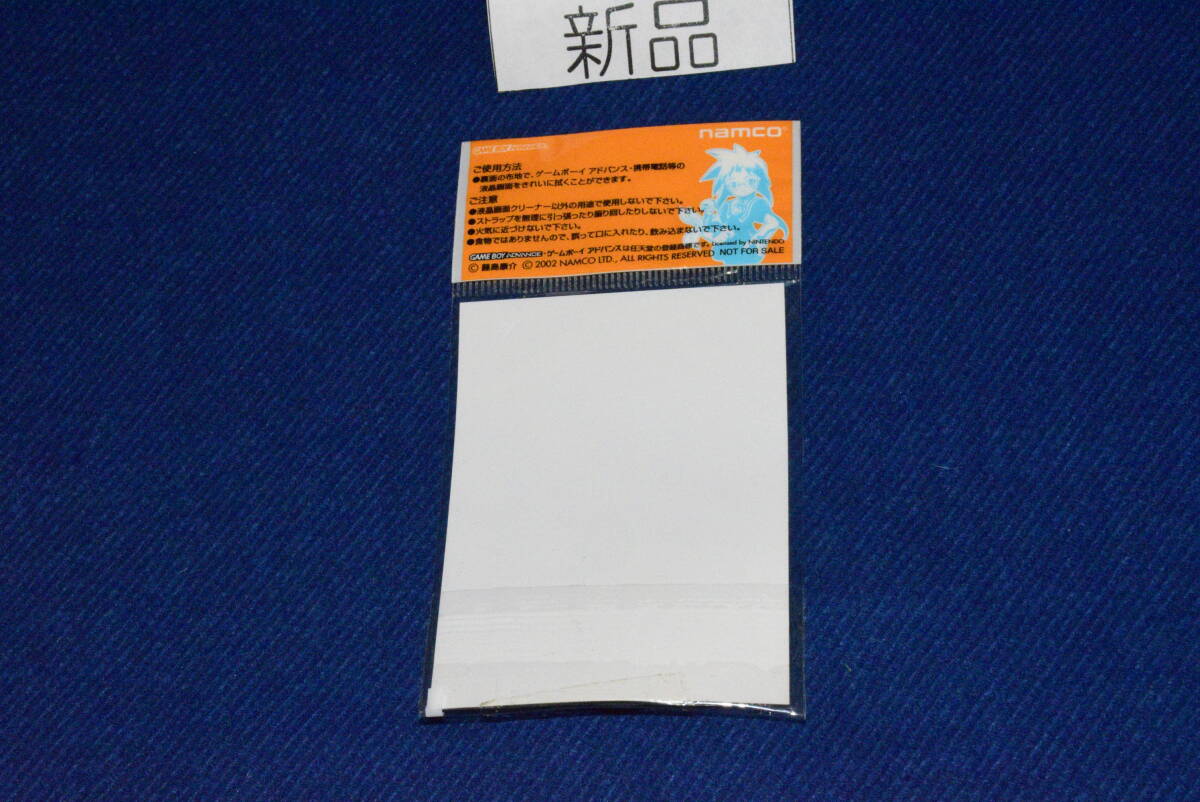 新品
namco
GAME BOY ADVANCE
ご使用方法
●裏面の布地で、ゲームボーイ アドバンス・携帯電話等の
液晶画面をきれいに拭くことができます。
ご注意
●液晶画面クリーナー以外の用途で使用しないで下さい。
●ストラップを無理に引っ張ったり振り回したりしないで下さい。
●火気に近づけないで下さい。
●食物ではありませんので、誤って口に入れたり、飲み込まないで下さい。
GAME BOY ADVANCE・ゲームボーイ アドバンスは任天堂の登録商標です。Licensed by NINTENDO
© 藤島康介 © 2002 NAMCO LTD., ALL RIGHTS RESERVED NOT FOR SALE